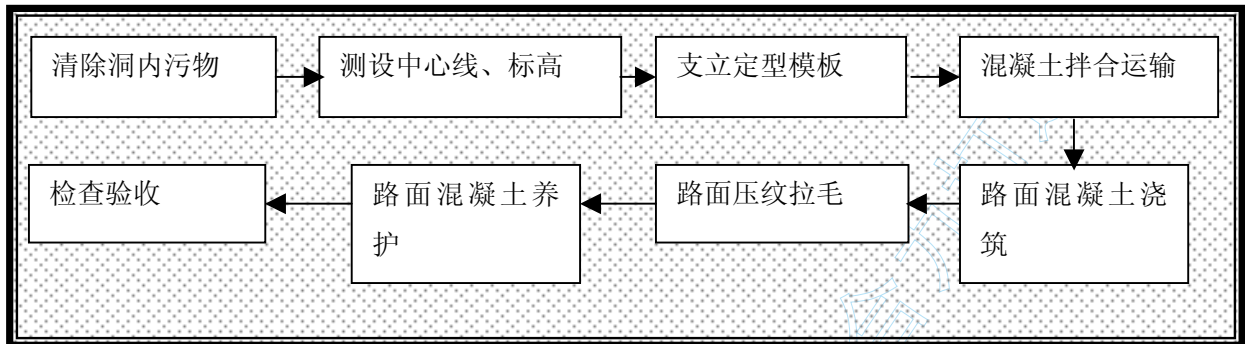 清除洞内污物
测设中心线、标高
支立定型模板
混凝土拌合运输
路面混凝土浇
筑
路面压纹拉毛
路面混凝土养
护
检查验收